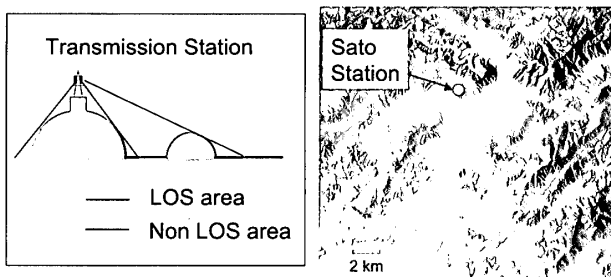 Transmission Station
LOS area
Non LOS area
Sato
Station
2 km